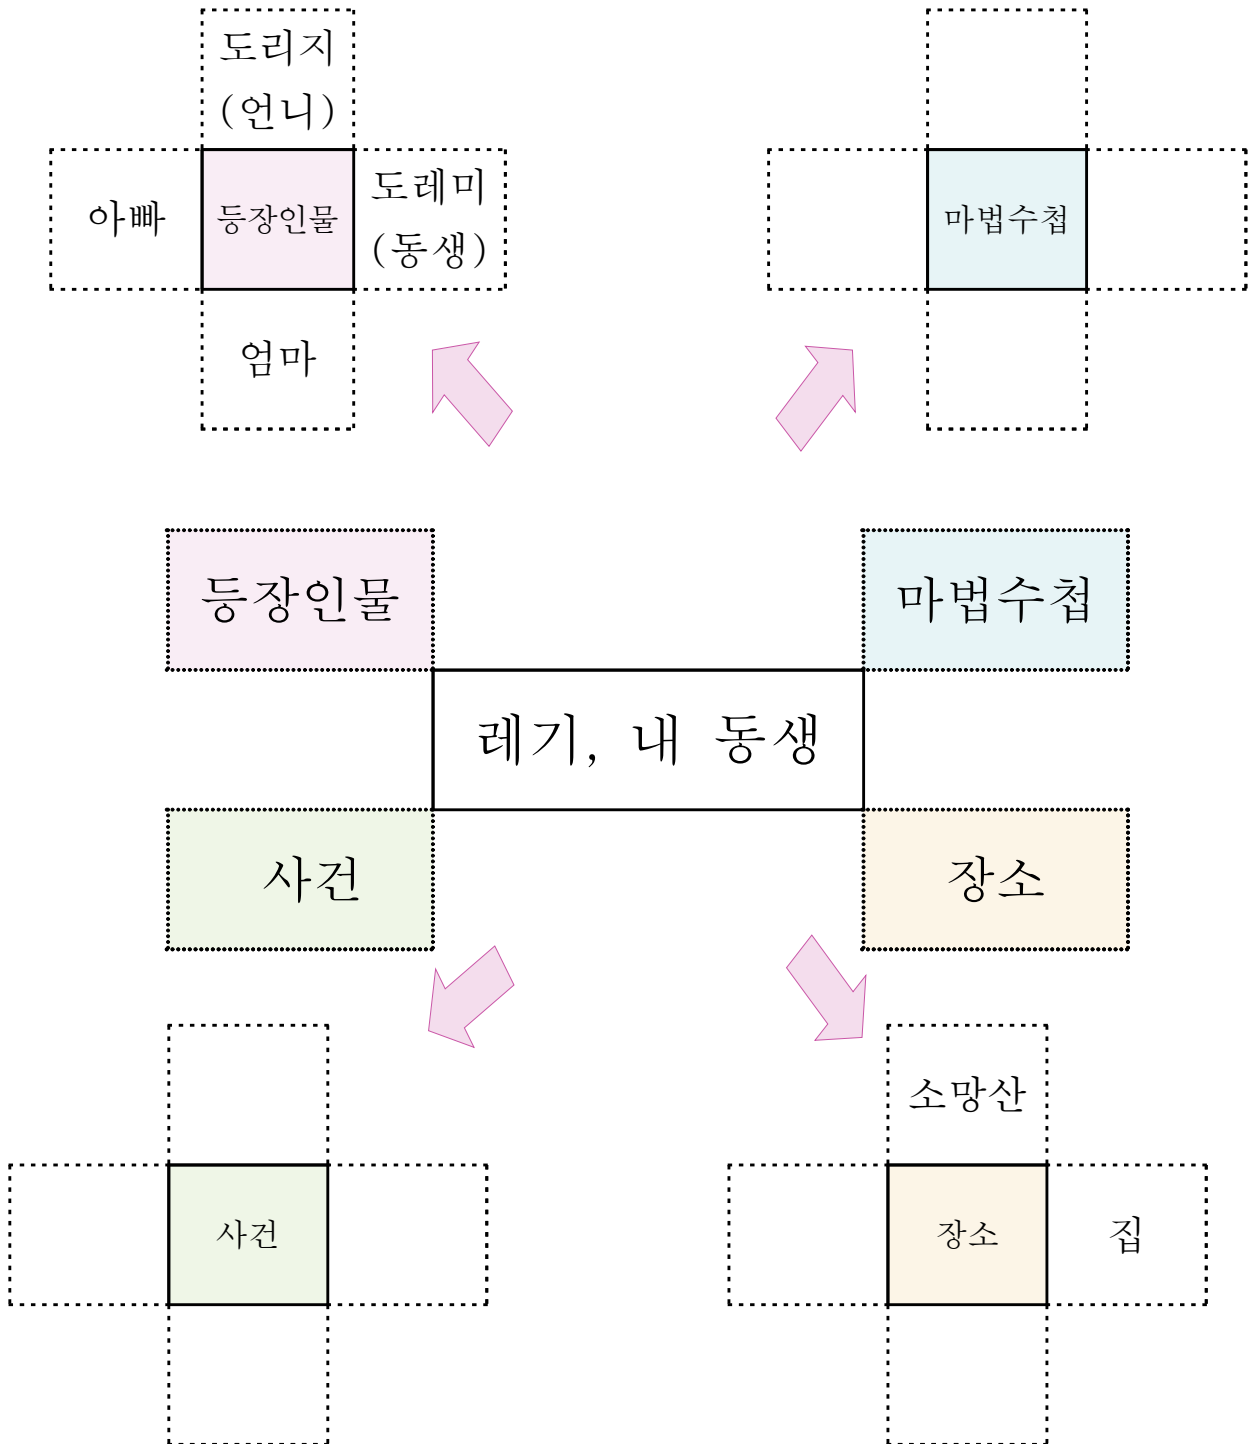 도리지
(언니)
아빠
등장인물
도레미
(동생)
엄마
마법수첩
등장인물
마법수첩
레기, 내 동생
사건
장소
사건
소망산
장소
집